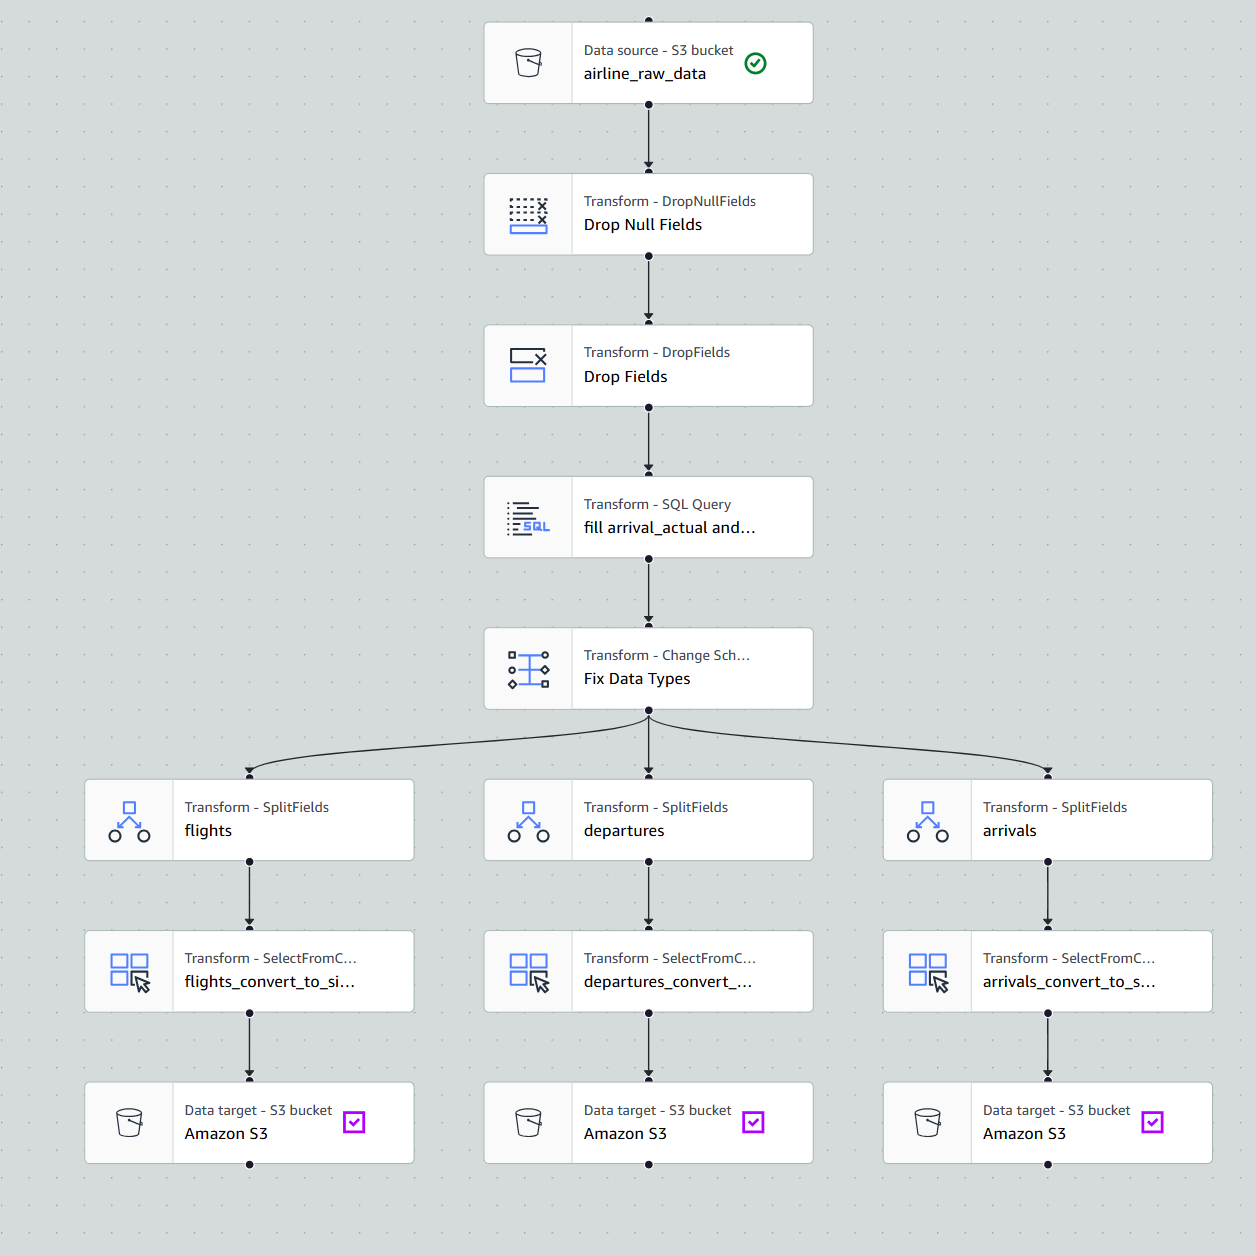 Data source - S3 bucket
airline_raw_data
Transform - DropNullFields
Drop Null Fields
Transform - DropFields
Drop Fields
SQL
Transform - SQL Query
fill arrival_actual and…
Transform - Change Sch…
Fix Data Types
Transform - SplitFields
flights
Transform - SplitFields
departures
Transform - SplitFields
arrivals
Transform - SelectFromC…
flights_convert_to_si…
Transform - SelectFromC…
departures_convert_…
Transform - SelectFromC…
arrivals_convert_to_s…
Data target - S3 bucket
Amazon S3
Data target - S3 bucket
Amazon S3
Data target - S3 bucket
Amazon S3